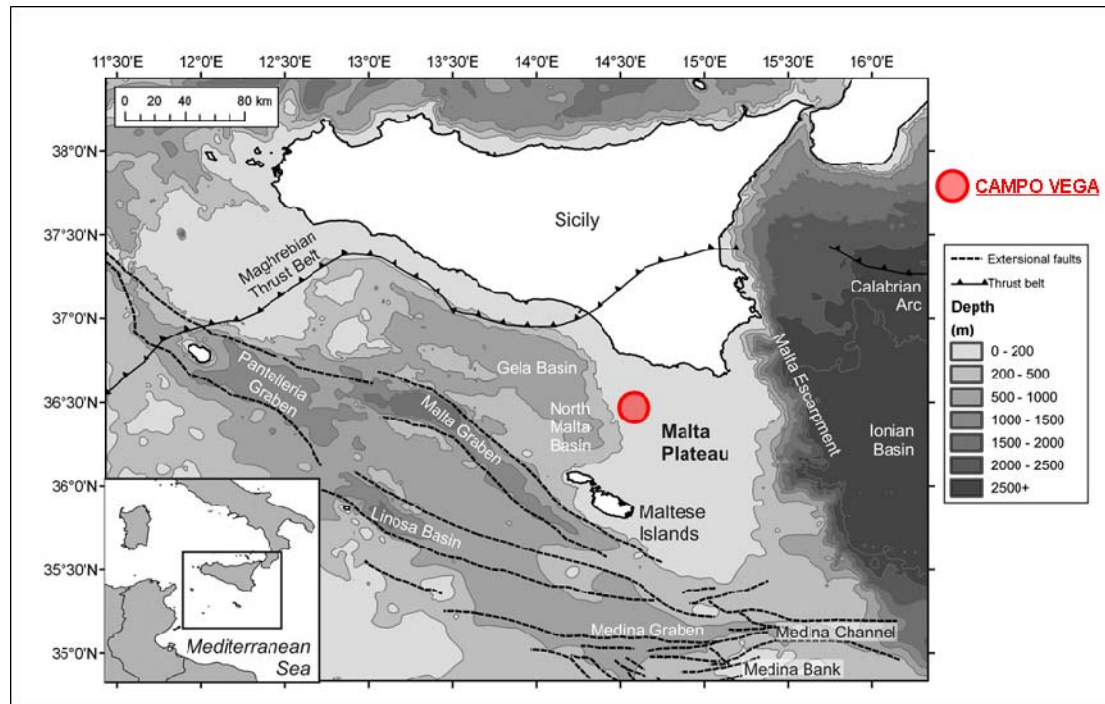 11°30'E 12°0'E 12°30'E 13°0'E 13°30'E 14°0'E 14°30'E 15°0'E 15°30'E 16°0'E
0 20 40 80 km
38°0'N
37°30'N
37°0'N
36°30'N
36°0'N
35°30'N
35°0'N
Sicily
Maghrebian
Thrust Belt
Calabrian
Arc
Pantelleria
Graben
Gela Basin
Malta Graben
North
Malta
Basin
Malta
Plateau
Malta Escarpment
Ionian
Basin
Maltese
Islands
Linosa Basin
Medina Graben
Medina Channel
Medina Bank
Mediterranean
Sea
CAMPO VEGA
Extersional faults
Thrust belt
Depth
(m)
0 - 200
200 - 500
500 - 1000
1000 - 1500
1500 - 2000
2000 - 2500
2500+